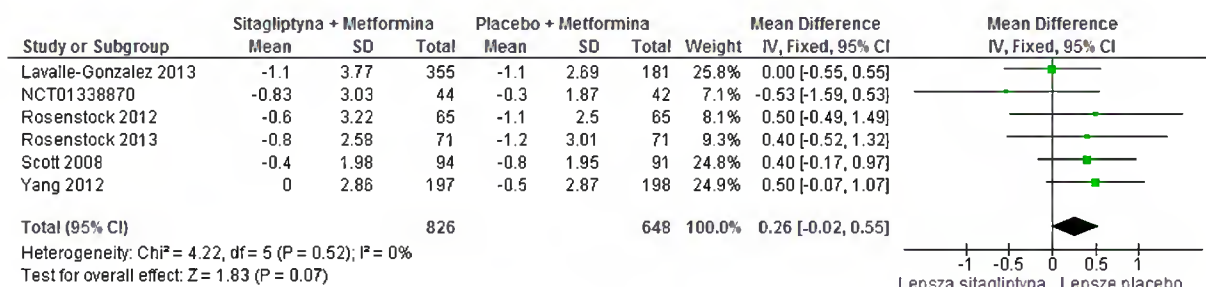 Sitagliptyna + Metformina Placebo + Metformina Mean Difference Mean Difference
Study or Subgroup Mean SD Total Mean SD Total Weight IV, Fixed, 95% CI IV, Fixed, 95% CI
Lavalle-Gonzalez 2013 -1.1 3.77 355 -1.1 2.69 181 25.8% 0.00 [-0.55, 0.55]
NCT01338870 -0.83 3.03 44 -0.3 1.87 42 7.1% -0.53 [-1.59, 0.53]
Rosenstock 2012 -0.6 3.22 65 -1.1 2.5 65 8.1% 0.50 [-0.49, 1.49]
Rosenstock 2013 -0.8 2.58 71 -1.2 3.01 71 9.3% 0.40 [-0.52, 1.32]
Scott 2008 -0.4 1.98 94 -0.8 1.95 91 24.8% 0.40 [-0.17, 0.97]
Yang 2012 0 2.86 197 -0.5 2.87 198 24.9% 0.50 [-0.07, 1.07]
Total (95% CI) 826 648 100.0% 0.26 [-0.02, 0.55]
Heterogeneity: Chi² = 4.22, df = 5 (P = 0.52); I² = 0%
Test for overall effect: Z = 1.83 (P = 0.07)
-1 -0.5 0 0.5 1
Lepsza sitagliptyna Lepsze placebo